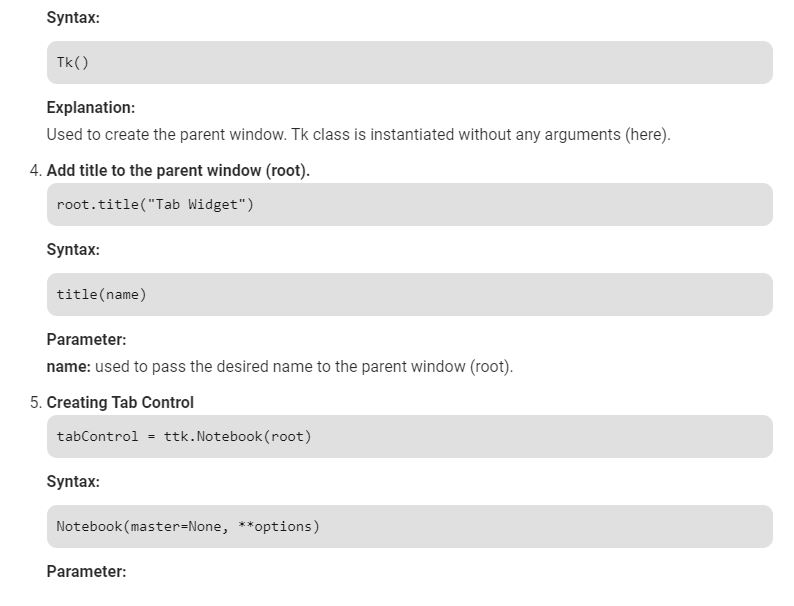 Syntax:
Tk()
Explanation:
Used to create the parent window. Tk class is instantiated without any arguments (here).
4. Add title to the parent window (root).
root.title("Tab Widget")
Syntax:
title(name)
Parameter:
name: used to pass the desired name to the parent window (root).
5. Creating Tab Control
tabControl = ttk.Notebook(root)
Syntax:
Notebook(master=None, **options)
Parameter: